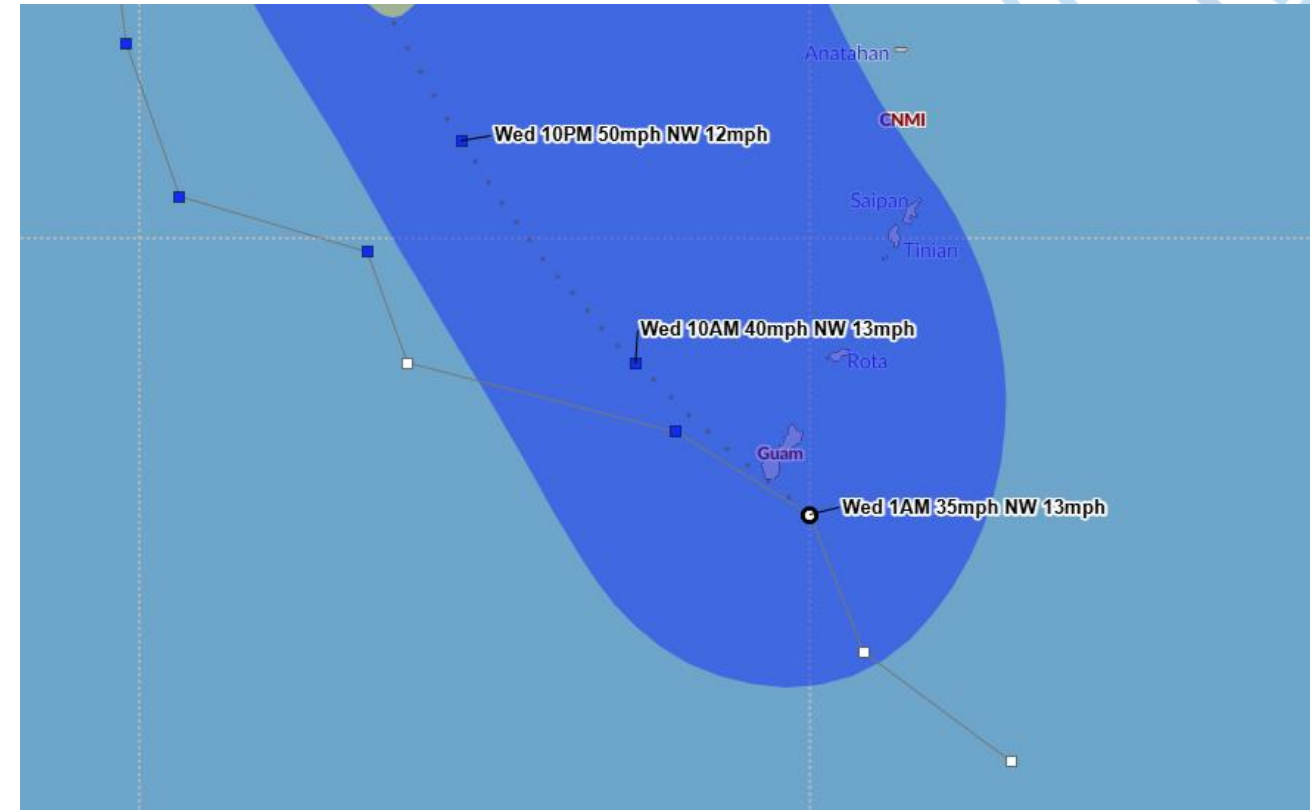 Anatahan
CNMI
Wed 10PM 50mph NW 12mph
Saipan
Tinian
Wed 10AM 40mph NW 13mph
Rota
Guam
Wed 1AM 35mph NW 13mph